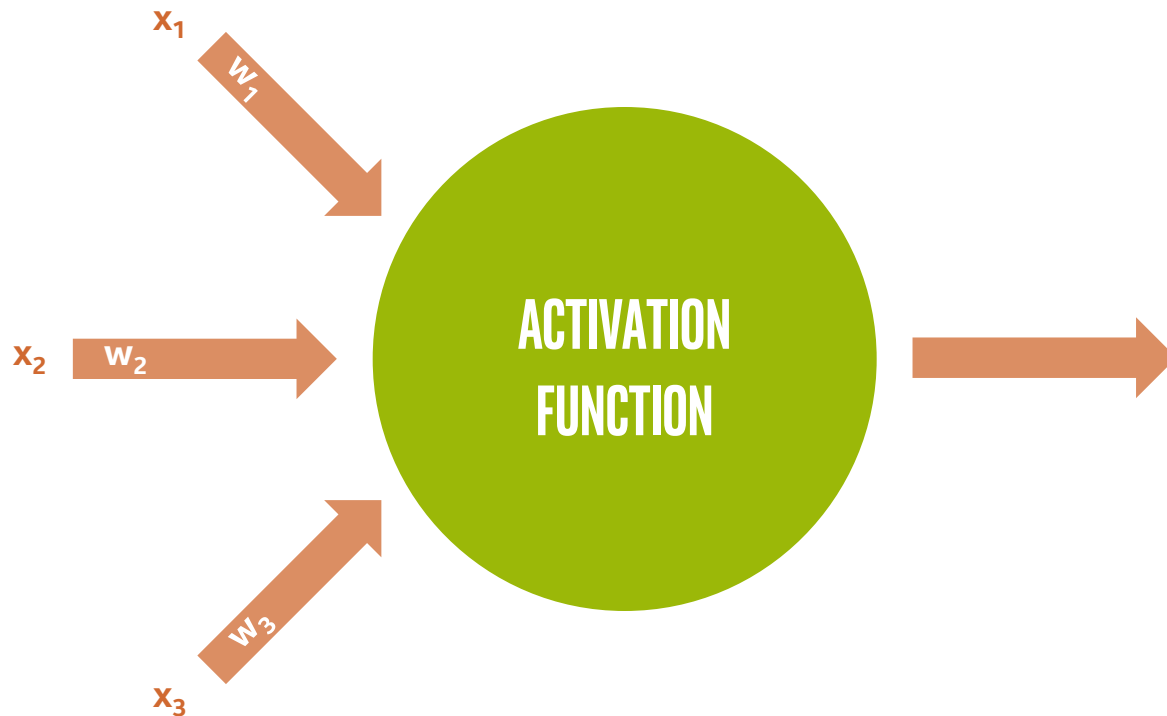 x₁
w₁
x₂
w₂
ACTIVATION
FUNCTION
w₃
x₃